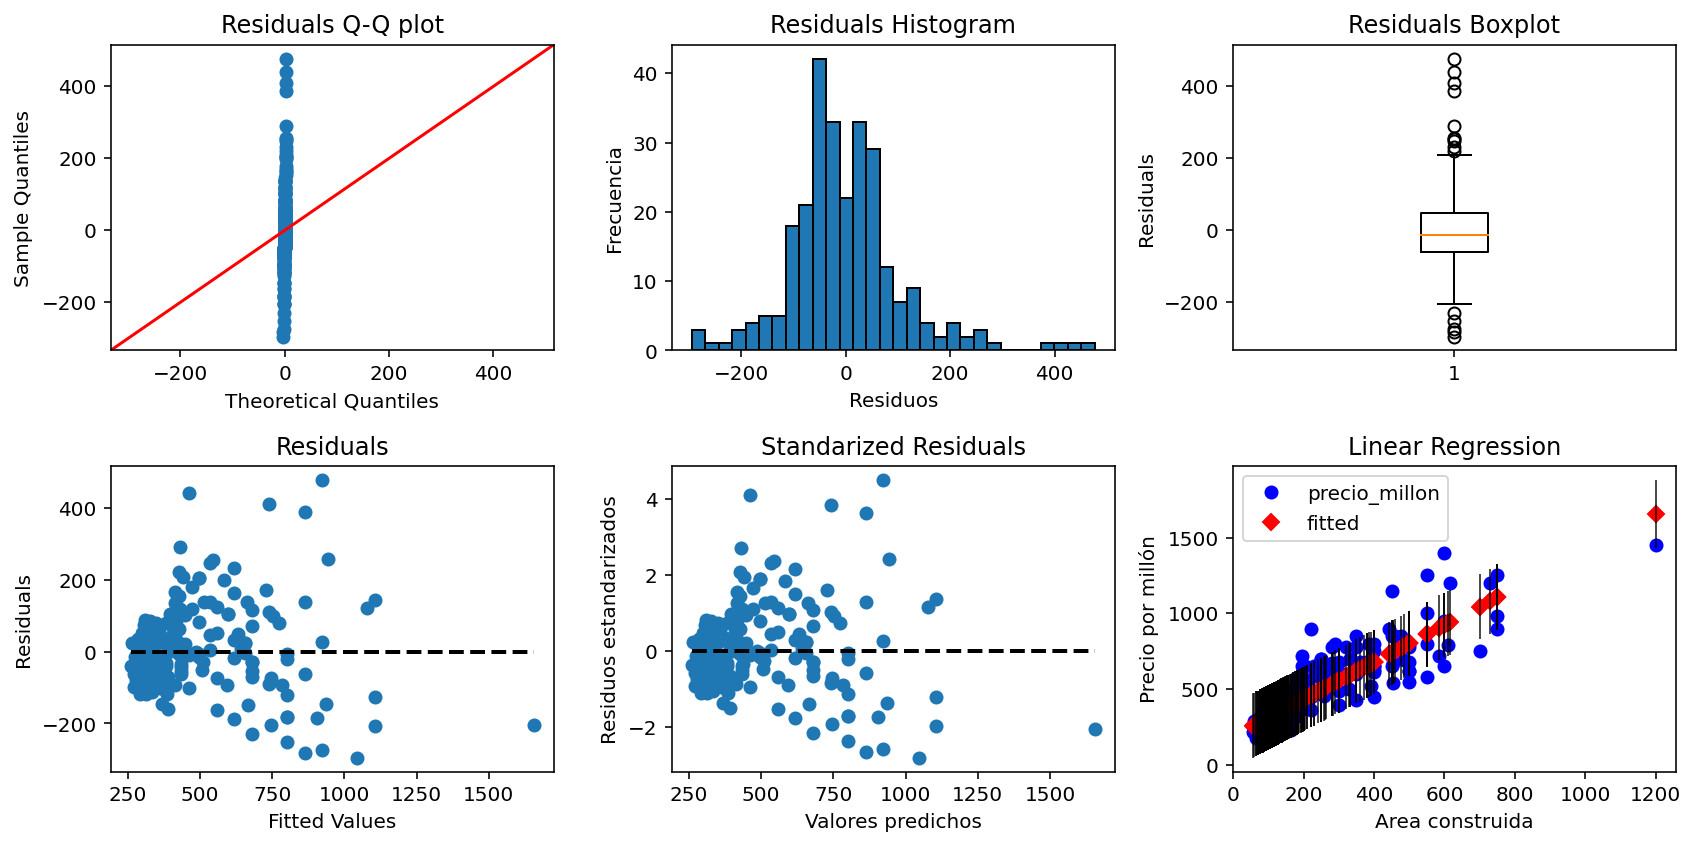 Residuals Q-Q plot
Sample Quantiles
400
200
0
−200
−200
0
200
400
Theoretical Quantiles
Residuals Histogram
Frecuencia
40
30
20
10
0
−200
0
200
400
Residuos
Residuals Boxplot
Residuals
400
200
0
−200
1
Residuals
Residuals
400
200
0
−200
250
500
750
1000
1250
1500
Fitted Values
Standarized Residuals
Residuos estandarizados
4
2
0
−2
250
500
750
1000
1250
1500
Valores predichos
Linear Regression
precio_millon
fitted
Precio por millón
1500
1000
500
0
0
200
400
600
800
1000
1200
Area construida